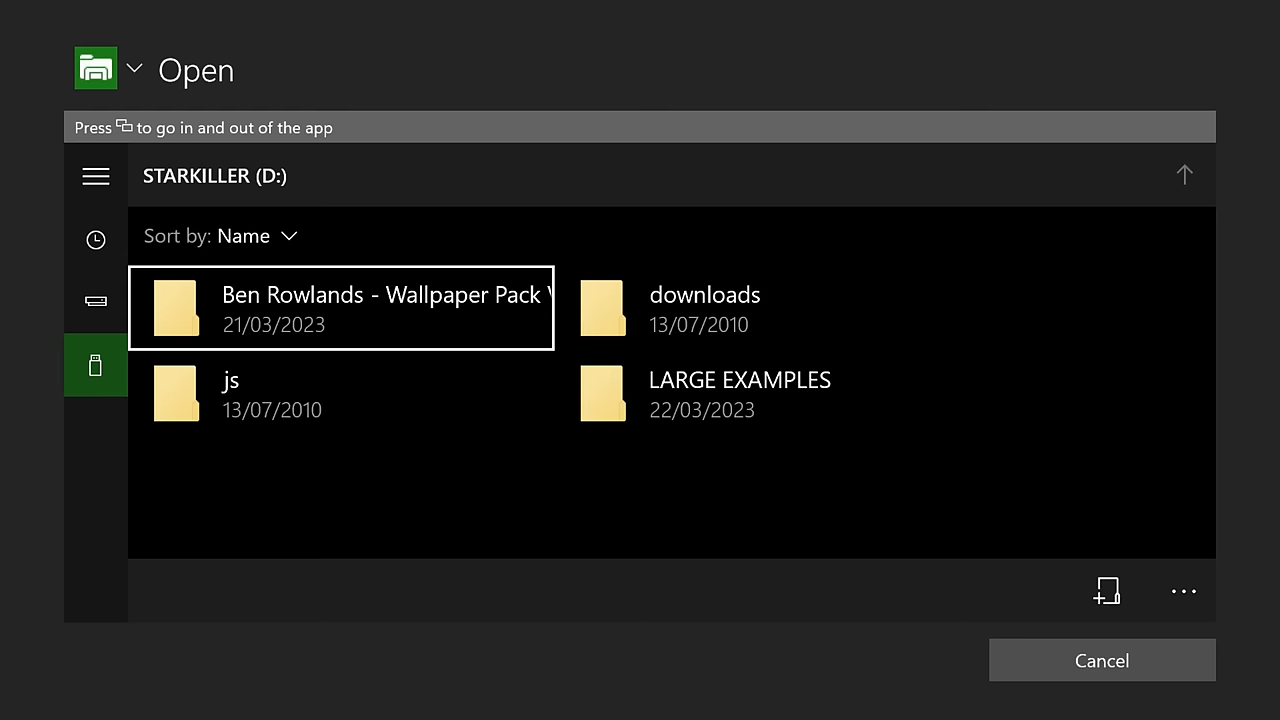 Open
Press to go in and out of the app
STARKILLER (D:)
Sort by: Name
Ben Rowlands - Wallpaper Pack
21/03/2023
downloads
13/07/2010
js
13/07/2010
LARGE EXAMPLES
22/03/2023
Cancel